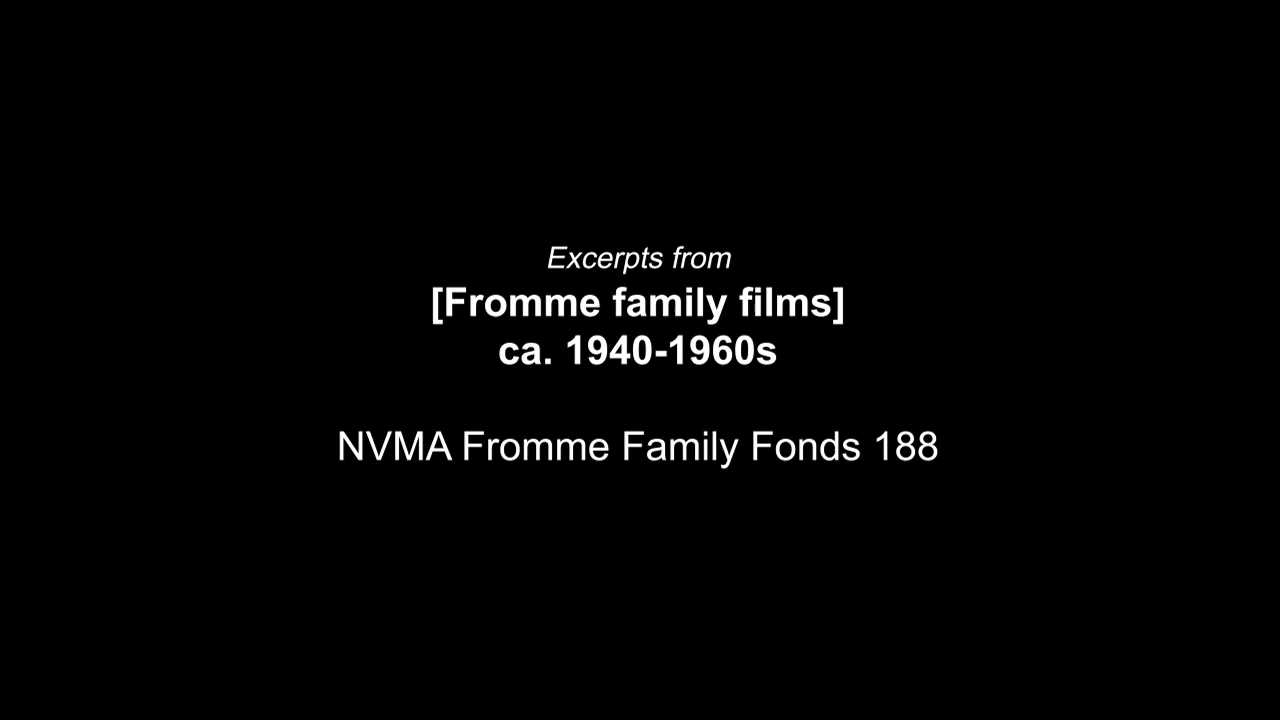 Excerpts from
[Fromme family films]
ca. 1940-1960s
NVMA Fromme Family Fonds 188